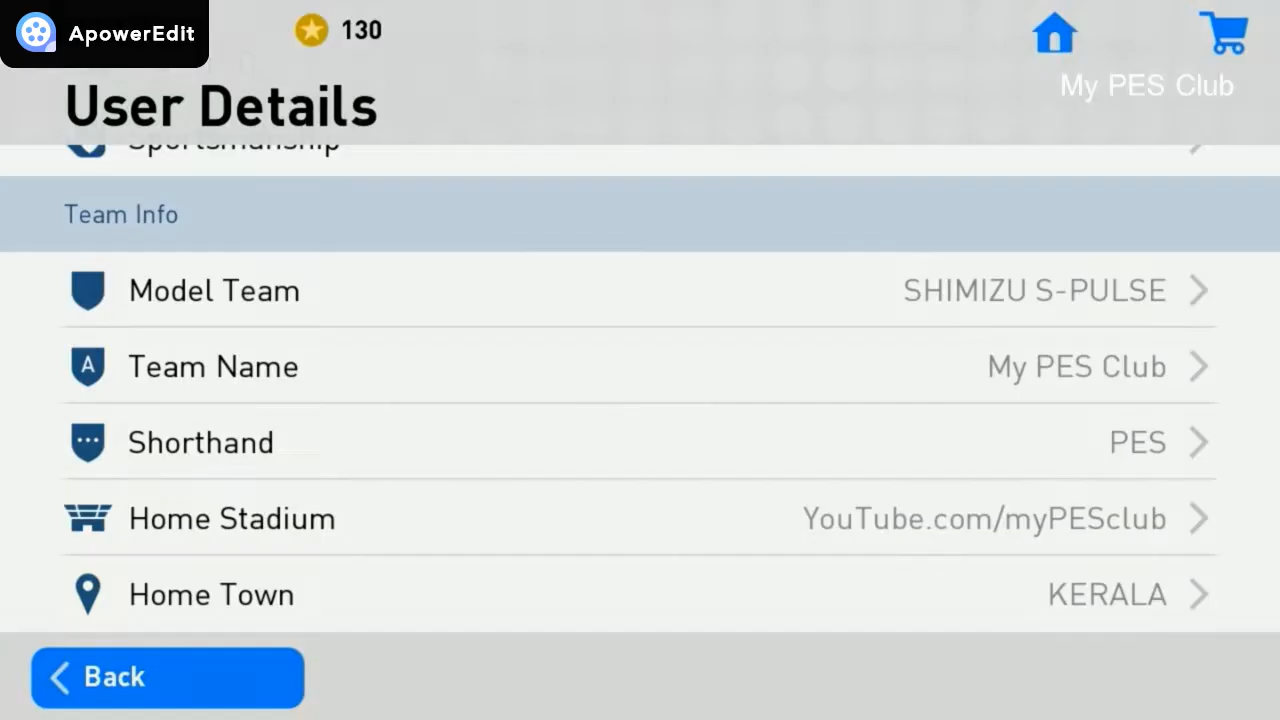 ApowerEdit
130
My PES Club
User Details
Sportsmanship
Team Info
Model Team SHIMIZU S-PULSE
A Team Name My PES Club
Shorthand PES
Home Stadium YouTube.com/myPESclub
Home Town KERALA
Back